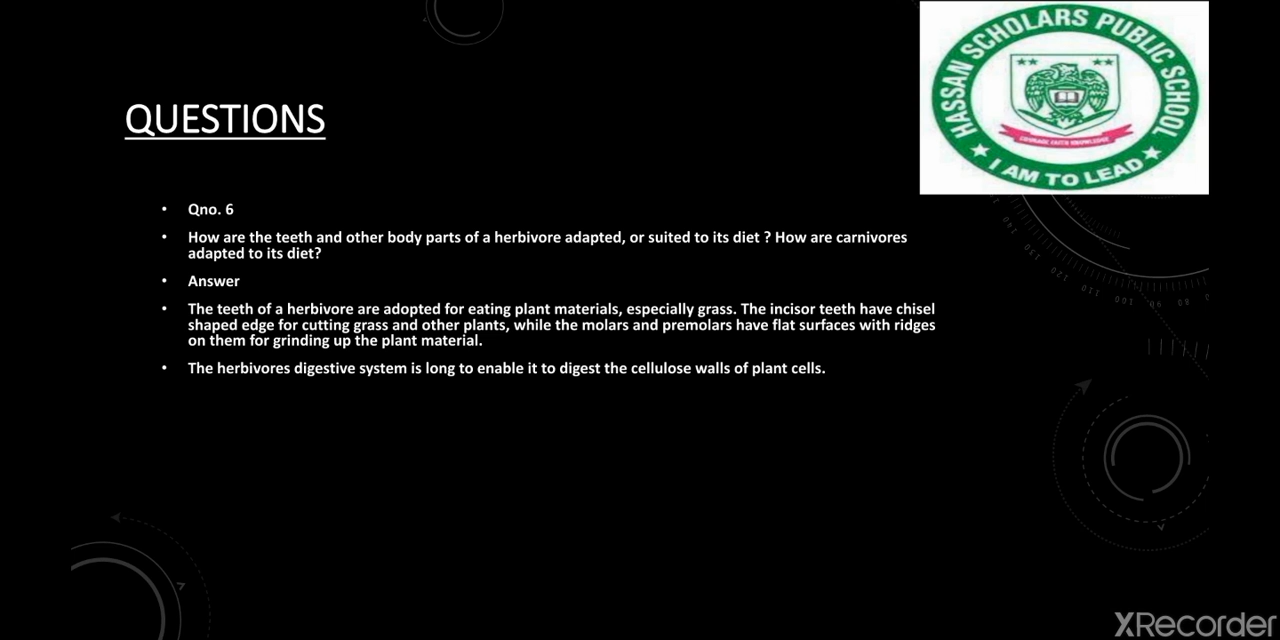 HASSAN SCHOLARS PUBLIC SCHOOL
COURAGE FAITH KNOWLEDGE
I AM TO LEAD
QUESTIONS
• Qno. 6
• How are the teeth and other body parts of a herbivore adapted, or suited to its diet ? How are carnivores
adapted to its diet?
• Answer
• The teeth of a herbivore are adopted for eating plant materials, especially grass. The incisor teeth have chisel
shaped edge for cutting grass and other plants, while the molars and premolars have flat surfaces with ridges
on them for grinding up the plant material.
• The herbivores digestive system is long to enable it to digest the cellulose walls of plant cells.
XRecorder